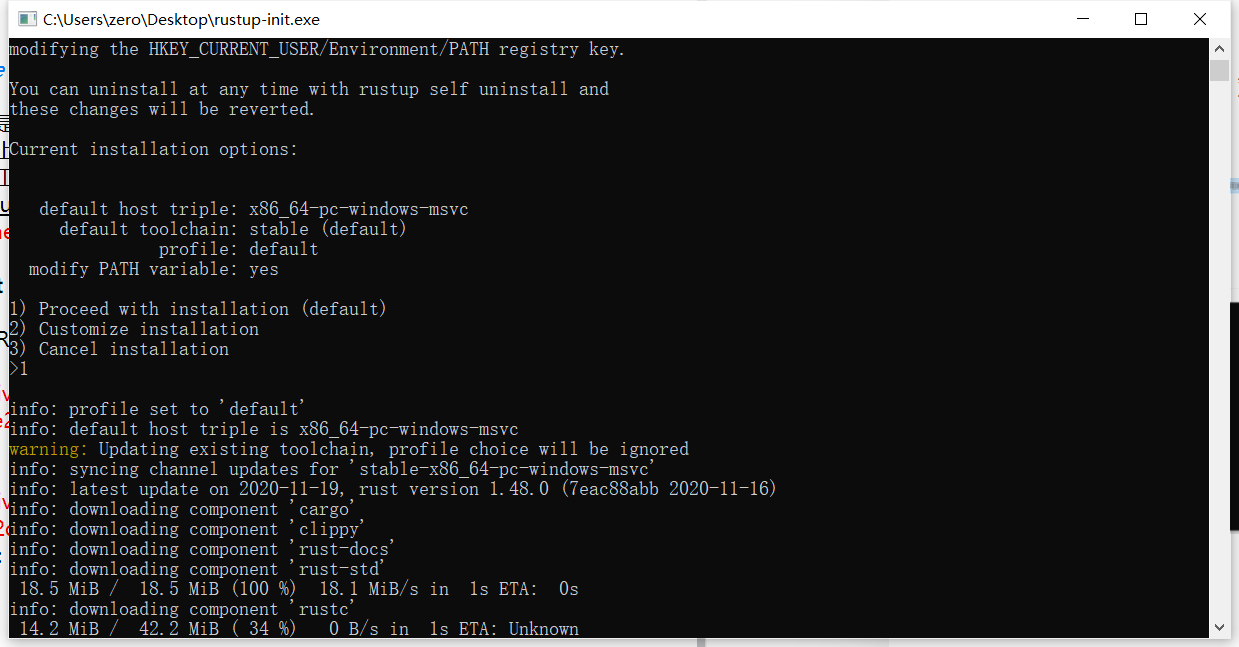 C:\Users\zero\Desktop\rustup-init.exe
modifying the HKEY_CURRENT_USER/Environment/PATH registry key.
You can uninstall at any time with rustup self uninstall and
these changes will be reverted.
Current installation options:
default host triple: x86_64-pc-windows-msvc
default toolchain: stable (default)
profile: default
modify PATH variable: yes
1) Proceed with installation (default)
2) Customize installation
3) Cancel installation
>1
info: profile set to 'default'
info: default host triple is x86_64-pc-windows-msvc
warning: Updating existing toolchain, profile choice will be ignored
info: syncing channel updates for 'stable-x86_64-pc-windows-msvc'
info: latest update on 2020-11-19, rust version 1.48.0 (7eac88abb 2020-11-16)
info: downloading component 'cargo'
info: downloading component 'clippy'
info: downloading component 'rust-docs'
info: downloading component 'rust-std'
18.5 MiB /  18.5 MiB (100 %)  18.1 MiB/s in  1s ETA:  0s
info: downloading component 'rustc'
14.2 MiB /  42.2 MiB ( 34 %)   0 B/s in  1s ETA: Unknown